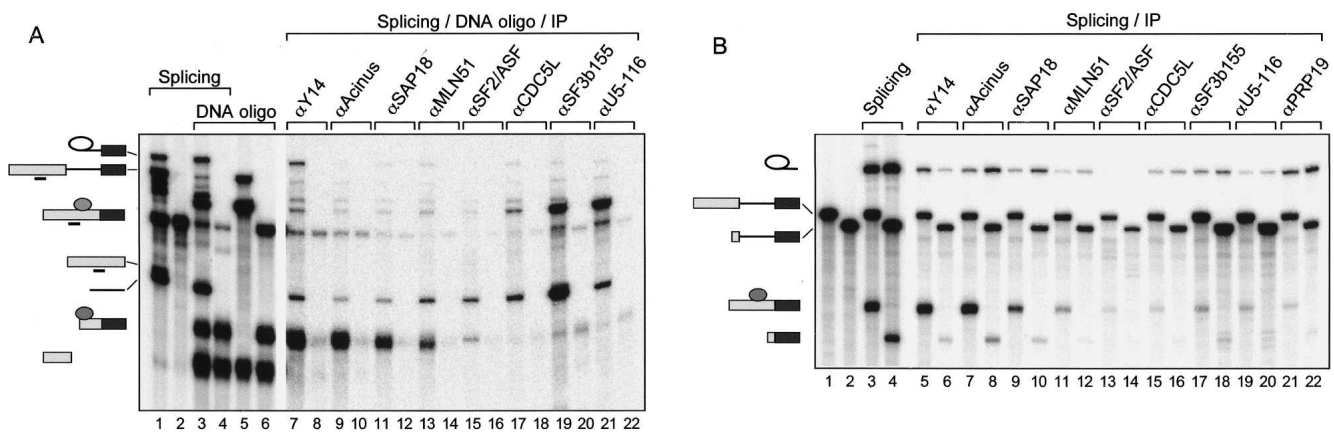 A
Splicing / DNA oligo / IP
Splicing
DNA oligo
αY14
αAcinus
αSAP18
αMLN51
αSF2/ASF
αCDC5L
αSF3b155
αU5-116
1 2 3 4 5 6 7 8 9 10 11 12 13 14 15 16 17 18 19 20 21 22
B
Splicing / IP
Splicing
αY14
αAcinus
αSAP18
αMLN51
αSF2/ASF
αCDC5L
αSF3b155
αU5-116
αPRP19
1 2 3 4 5 6 7 8 9 10 11 12 13 14 15 16 17 18 19 20 21 22